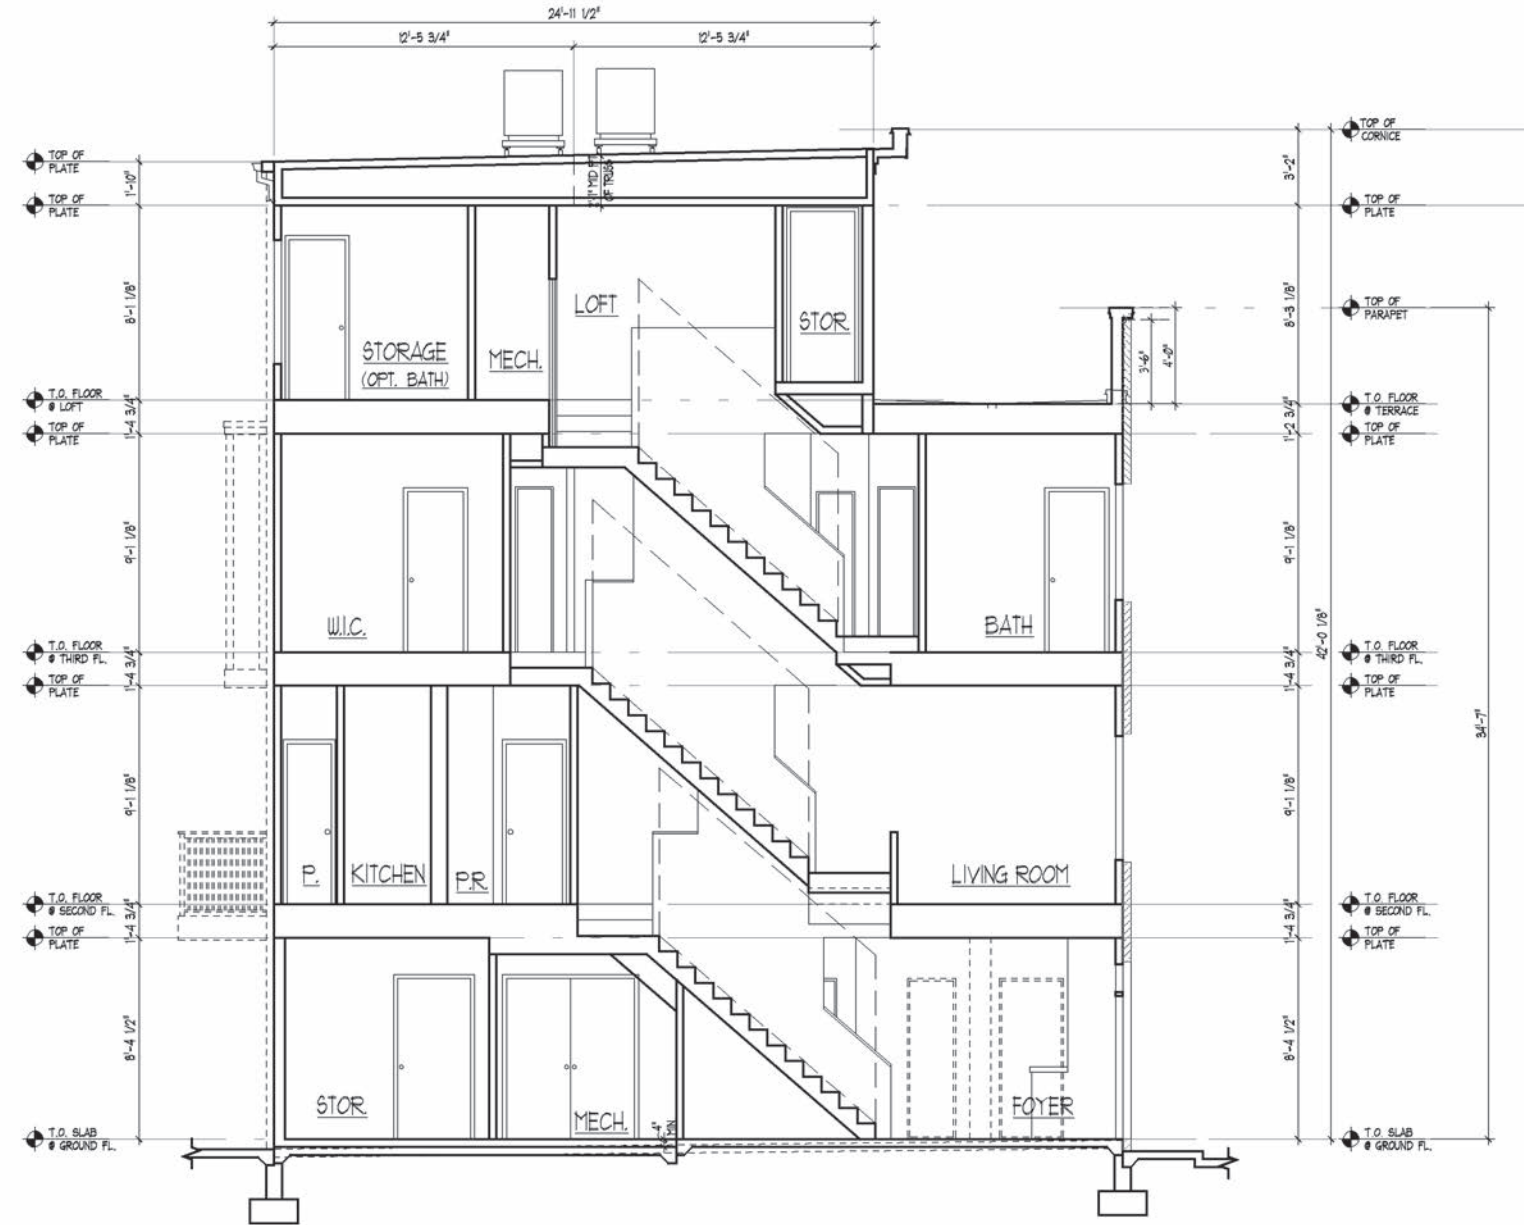 24'-11 1/2"
12'-5 3/4"
12'-5 3/4"
TOP OF
PLATE
1'-10"
TOP OF
PLATE
8'-1 1/8"
T.O. FLOOR
@ LOFT
1'-4 3/4"
TOP OF
PLATE
9'-1 1/8"
T.O. FLOOR
@ THIRD FL.
1'-4 3/4"
TOP OF
PLATE
9'-1 1/8"
T.O. FLOOR
@ SECOND FL.
1'-4 3/4"
TOP OF
PLATE
8'-4 1/2"
T.O. SLAB
@ GROUND FL.
MID PT
OF TRUSS
STORAGE
(OPT. BATH)
MECH.
LOFT
STOR.
W.I.C.
BATH
P.
KITCHEN
P.R.
LIVING ROOM
STOR.
MECH.
MIN
FOYER
3'-6"
4'-0"
3'-2"
8'-3 1/8"
1'-2 3/4"
9'-1 1/8"
1'-4 3/4"
9'-1 1/8"
1'-4 3/4"
8'-4 1/2"
42'-0 1/8"
34'-7"
TOP OF
CORNICE
TOP OF
PLATE
TOP OF
PARAPET
T.O. FLOOR
@ TERRACE
TOP OF
PLATE
T.O. FLOOR
@ THIRD FL.
TOP OF
PLATE
T.O. FLOOR
@ SECOND FL.
TOP OF
PLATE
T.O. SLAB
@ GROUND FL.